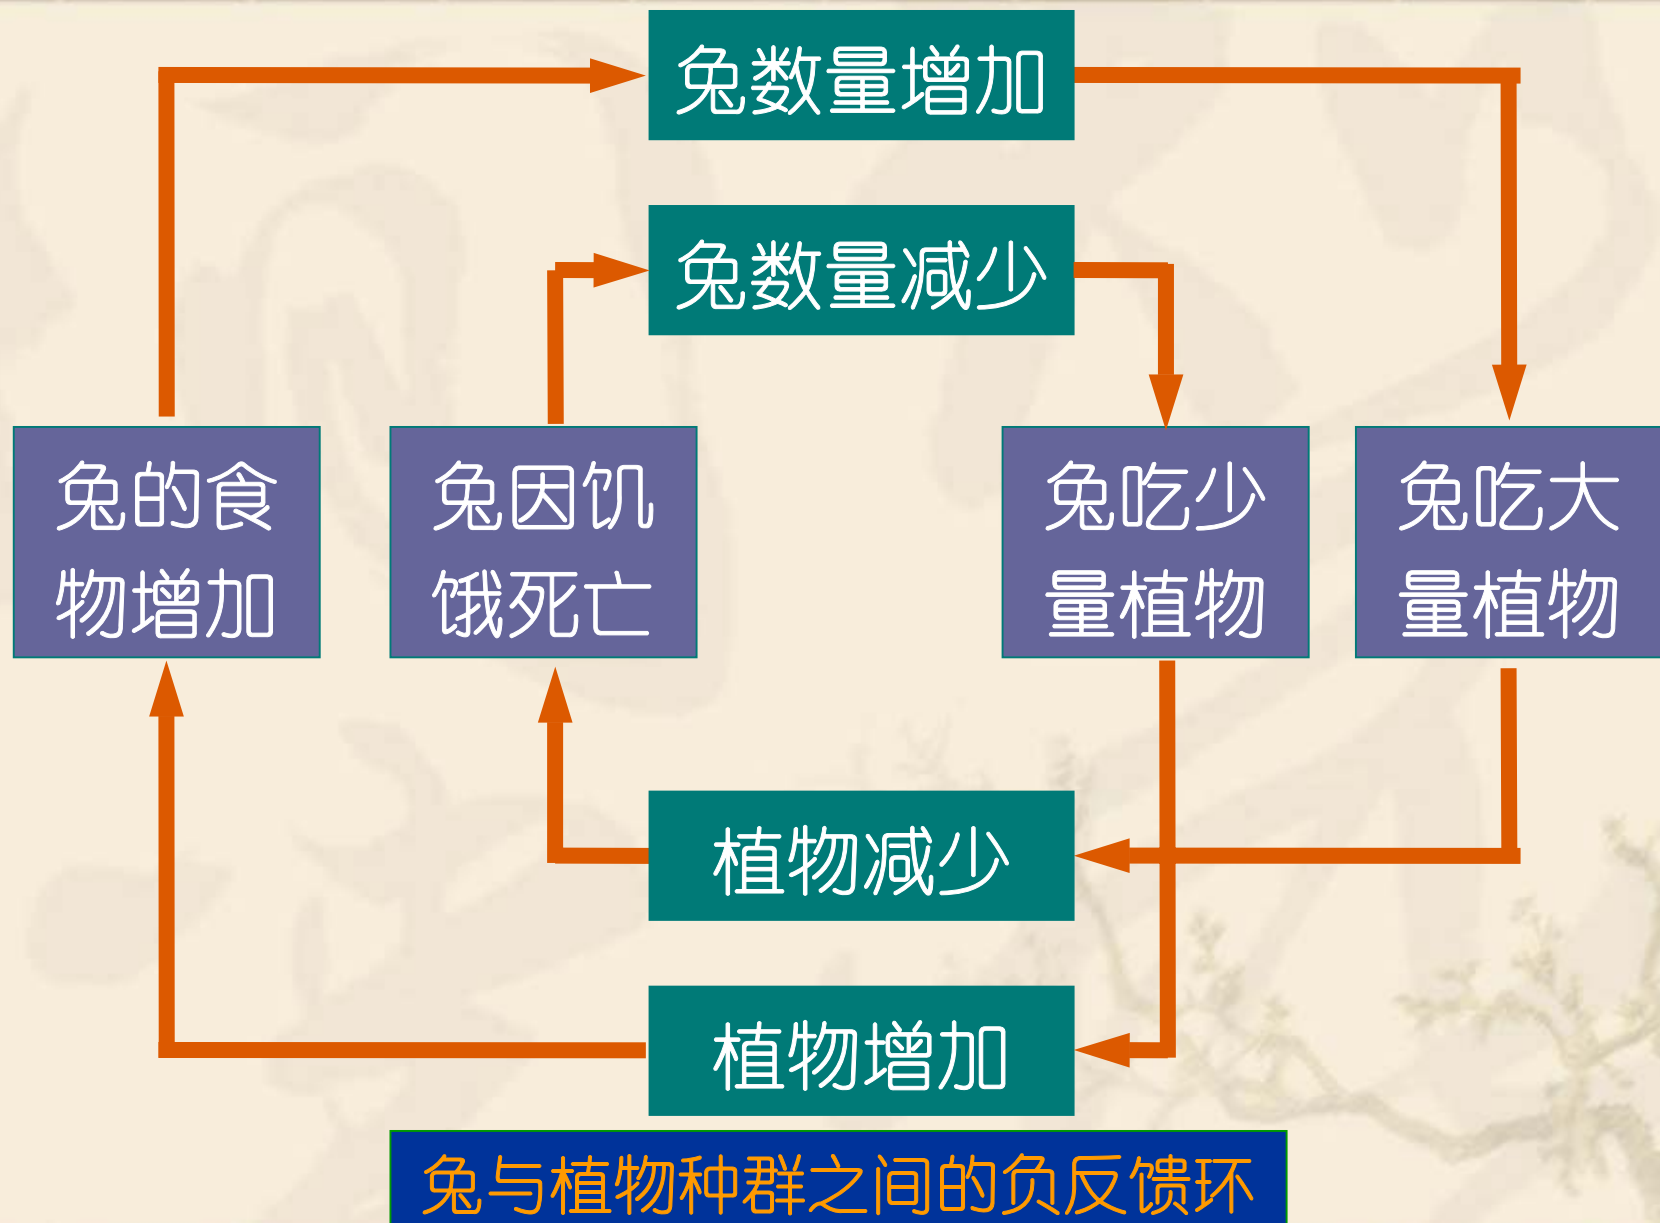 兔数量增加
兔数量减少
兔的食
物增加
兔因饥
饿死亡
兔吃少
量植物
兔吃大
量植物
植物减少
植物增加
兔与植物种群之间的负反馈环